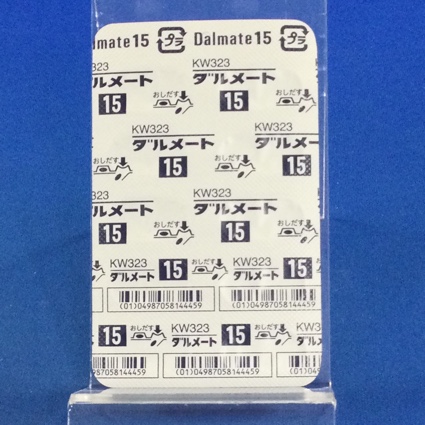 Dalmate15 プラ Dalmate15 プラ
KW323
ダルメート
15 おしだす 15 おしだす
KW323 KW323
ダルメート ダルメート
おしだす 15 おしだす 15
KW323 KW323
ダルメート ダルメート
15 おしだす 15 おしだす
KW323 KW323
ダルメート 15 おしだす ダルメート 15
(01)04987058144459 (01)04987058144459
15 おしだす KW323 ダルメート 15 おしだす KW323 ダルメート
(01)04987058144459 (01)04987058144459